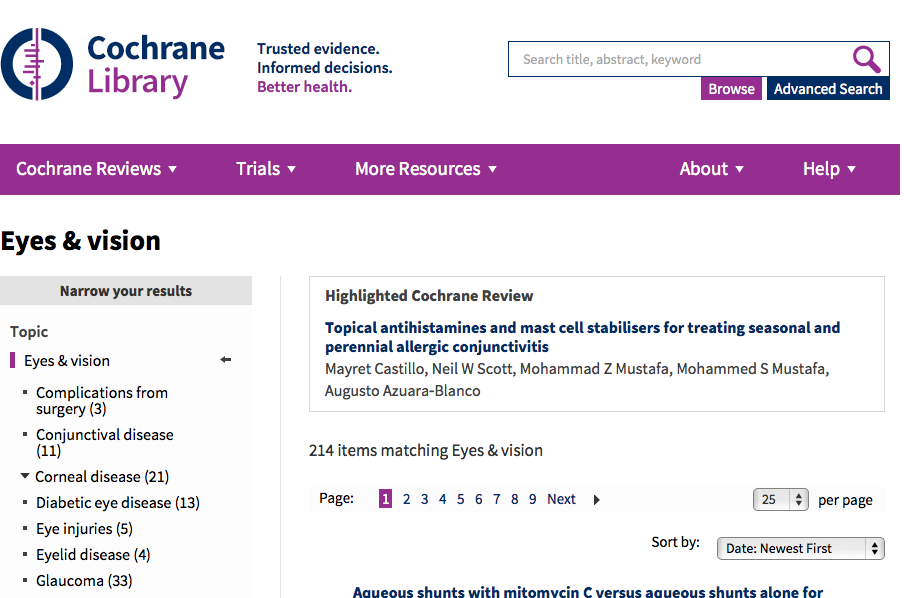 Cochrane
Library
Trusted evidence.
Informed decisions.
Better health.
Search title, abstract, keyword
Browse
Advanced Search
Cochrane Reviews
Trials
More Resources
About
Help
Eyes & vision
Narrow your results
Topic
Eyes & vision
Complications from
surgery (3)
Conjunctival disease
(11)
Corneal disease (21)
Diabetic eye disease (13)
Eye injuries (5)
Eyelid disease (4)
Glaucoma (33)
Highlighted Cochrane Review
Topical antihistamines and mast cell stabilisers for treating seasonal and
perennial allergic conjunctivitis
Mayret Castillo, Neil W Scott, Mohammad Z Mustafa, Mohammed S Mustafa,
Augusto Azuara-Blanco
214 items matching Eyes & vision
Page: 1 2 3 4 5 6 7 8 9 Next
25 per page
Sort by: Date: Newest First
Aqueous shunts with mitomycin C versus aqueous shunts alone for